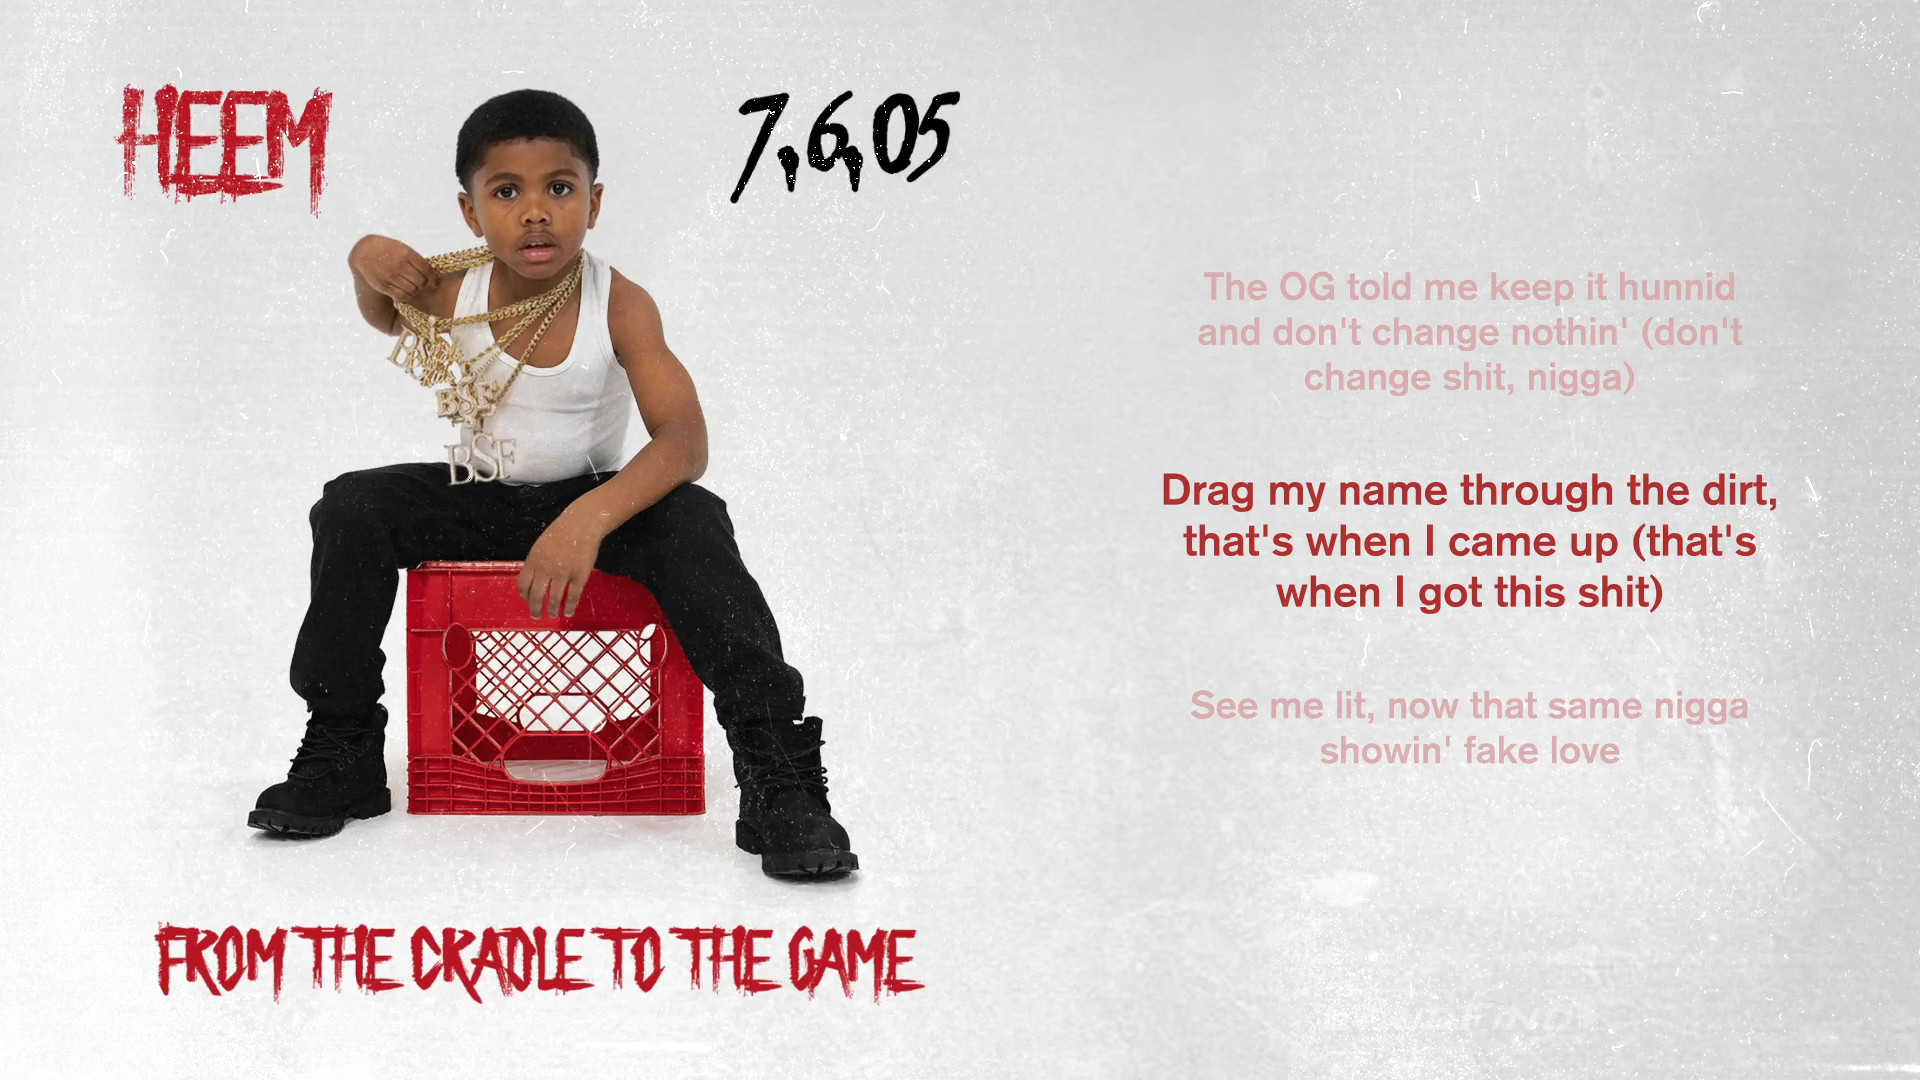 HEEM
7,6,05
BSF
BSF
FROM THE CRADLE TO THE GAME
The OG told me keep it hunnid
and don't change nothin' (don't
change shit, nigga)
Drag my name through the dirt,
that's when I came up (that's
when I got this shit)
See me lit, now that same nigga
showin' fake love